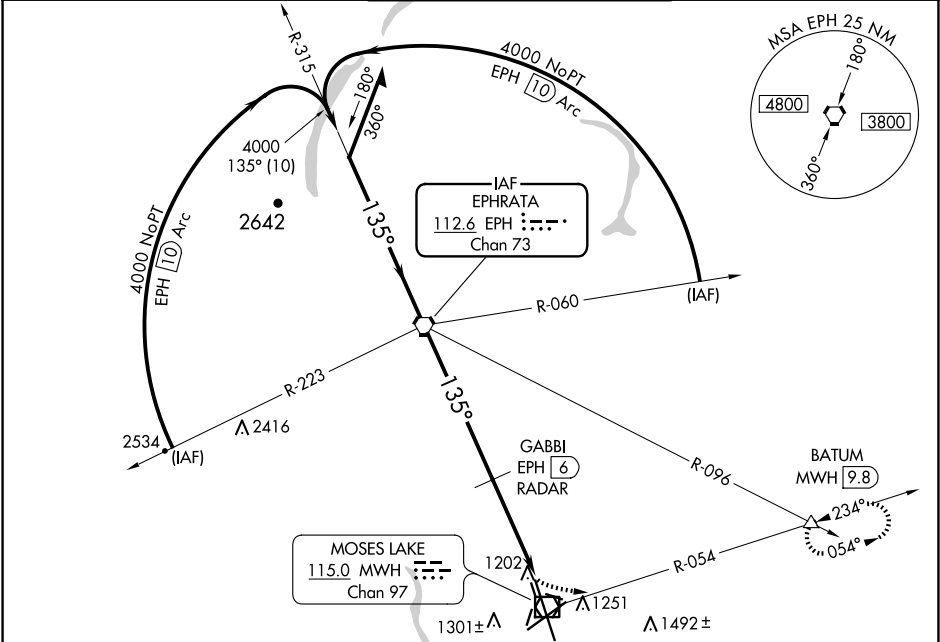 R-315
4000 NoPT
EPH 10 Arc
MSA EPH 25 NM
180°
4800
3800
360°
180°
360°
4000
135° (10)
2642
4000 NoPT
EPH 10 Arc
135°
IAF
EPHRATA
112.6 EPH
Chan 73
R-060
(IAF)
R-223
135°
2534
(IAF)
2416
GABBI
EPH 6
RADAR
R-096
BATUM
MWH 9.8
234°
054°
R-054
MOSES LAKE
115.0 MWH
Chan 97
1202
1251
1301±
1492±